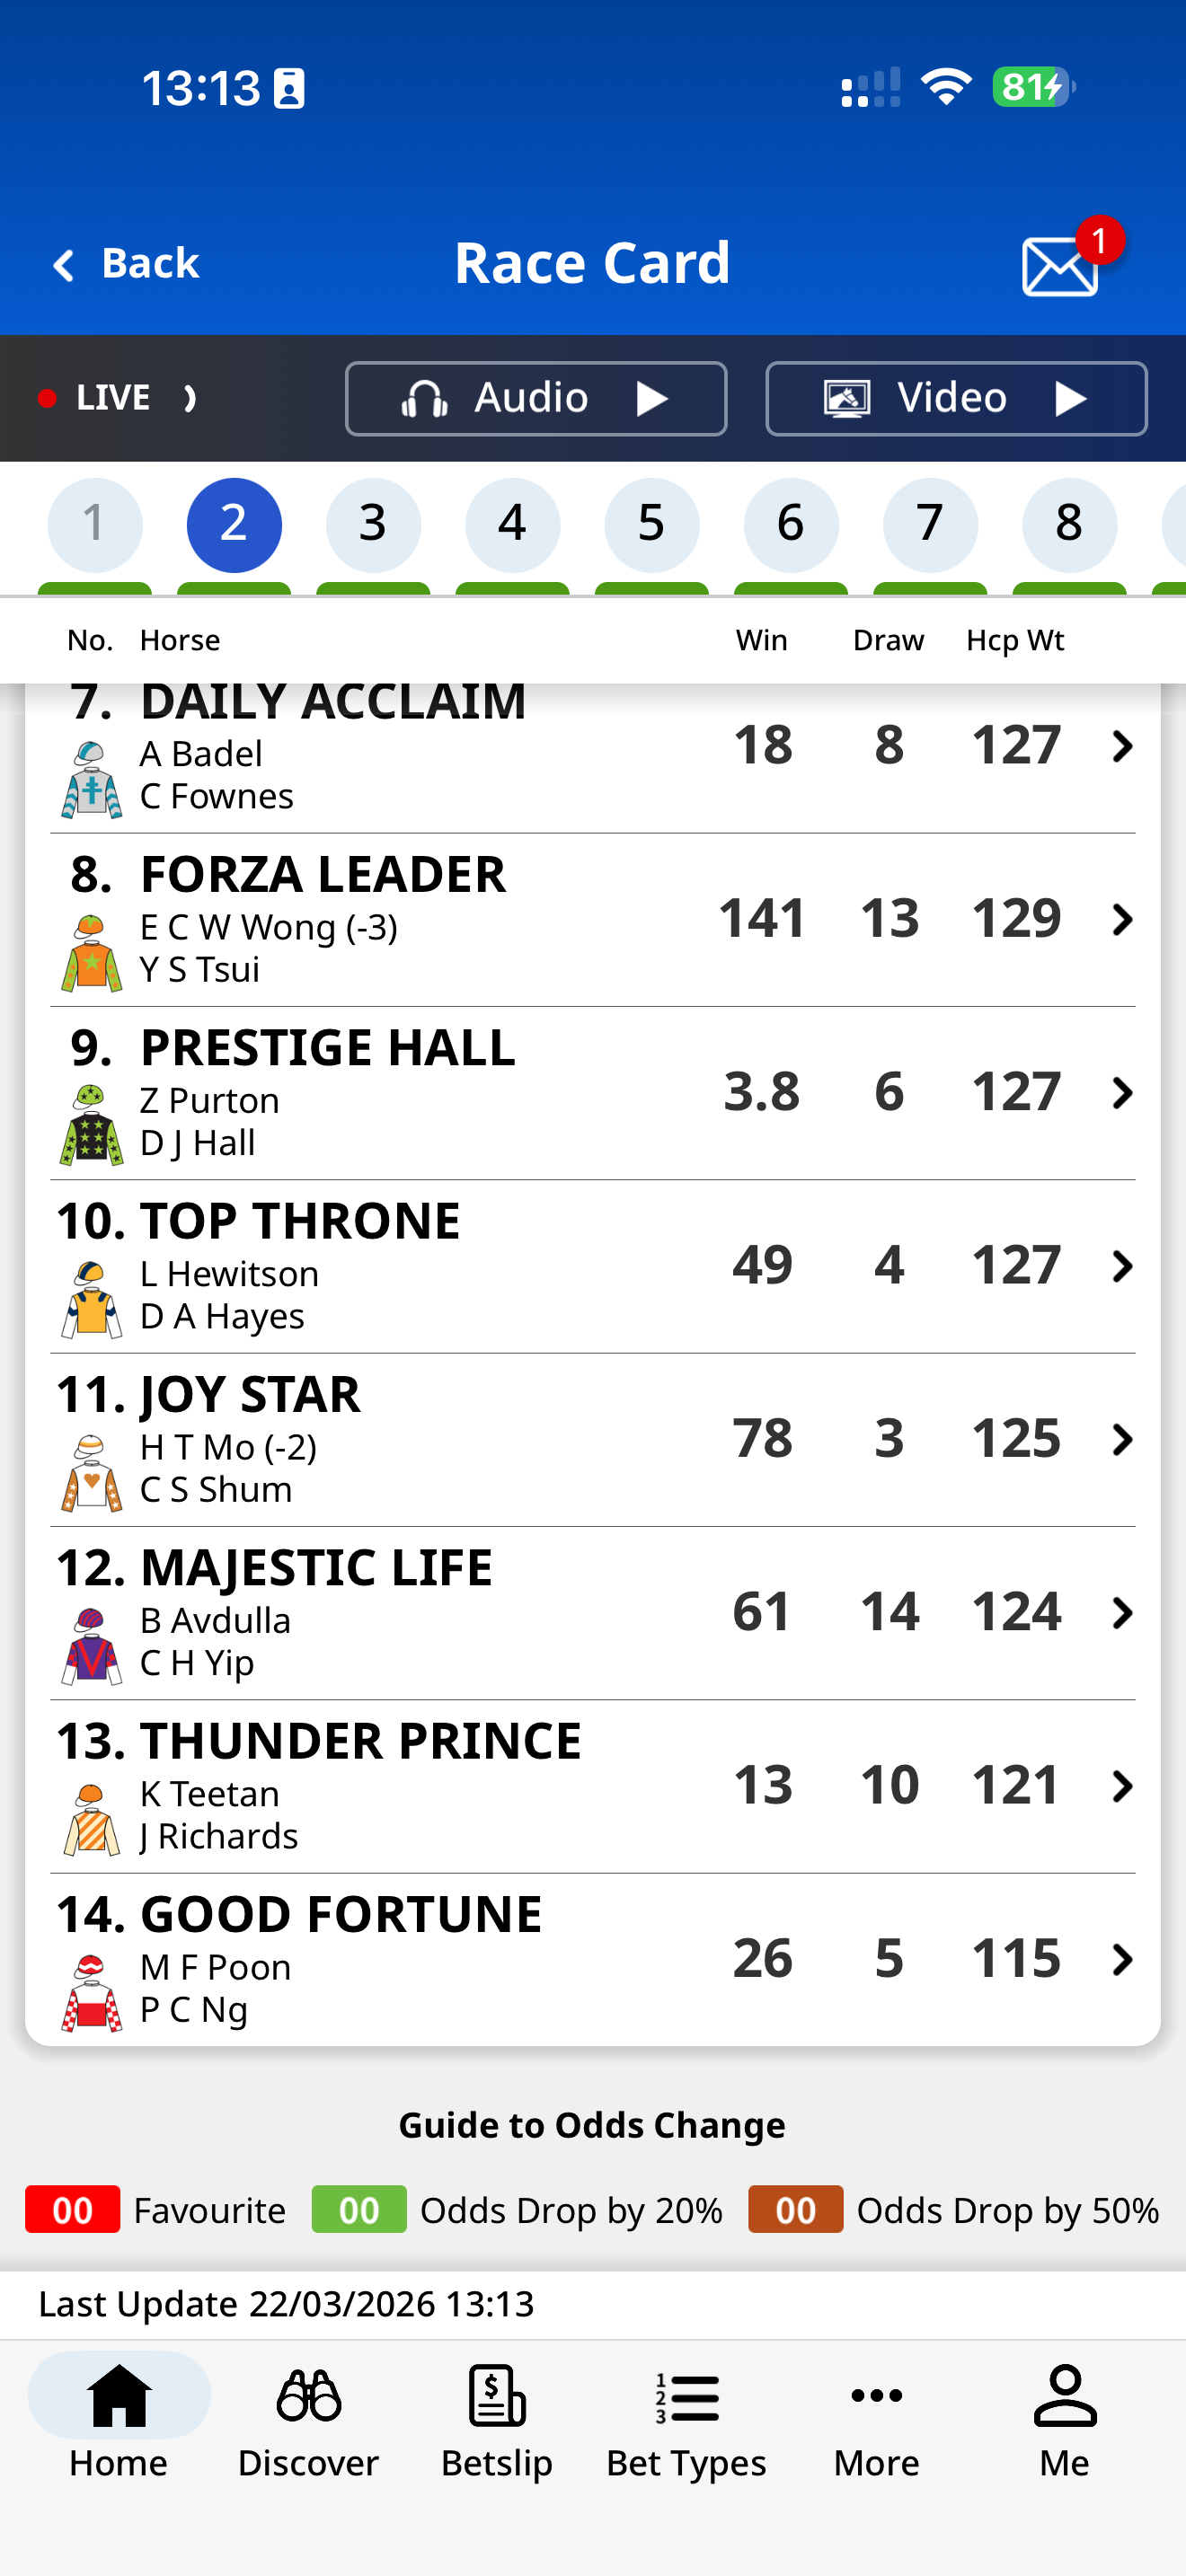 13:13
81
Back
Race Card
1
LIVE
Audio
Video
1 2 3 4 5 6 7 8
No. Horse Win Draw Hcp Wt
7. DAILY ACCLAIM
A Badel
C Fownes
18 8 127
8. FORZA LEADER
E C W Wong (-3)
Y S Tsui
141 13 129
9. PRESTIGE HALL
Z Purton
D J Hall
3.8 6 127
10. TOP THRONE
L Hewitson
D A Hayes
49 4 127
11. JOY STAR
H T Mo (-2)
C S Shum
78 3 125
12. MAJESTIC LIFE
B Avdulla
C H Yip
61 14 124
13. THUNDER PRINCE
K Teetan
J Richards
13 10 121
14. GOOD FORTUNE
M F Poon
P C Ng
26 5 115
Guide to Odds Change
00 Favourite 00 Odds Drop by 20% 00 Odds Drop by 50%
Last Update 22/03/2026 13:13
Home Discover Betslip Bet Types More Me